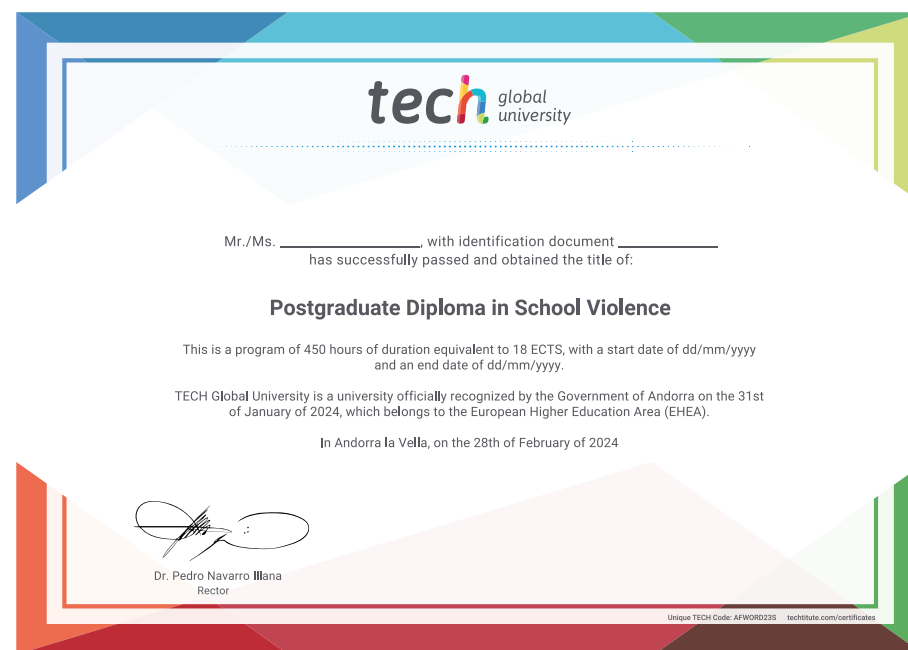 tech global university
Mr./Ms. ____________________, with identification document ______________
has successfully passed and obtained the title of:
Postgraduate Diploma in School Violence
This is a program of 450 hours of duration equivalent to 18 ECTS, with a start date of dd/mm/yyyy
and an end date of dd/mm/yyyy.
TECH Global University is a university officially recognized by the Government of Andorra on the 31st
of January of 2024, which belongs to the European Higher Education Area (EHEA).
In Andorra la Vella, on the 28th of February of 2024
Dr. Pedro Navarro Illana
Rector
Unique TECH Code: AFWORD23S techtitute.com/certificates